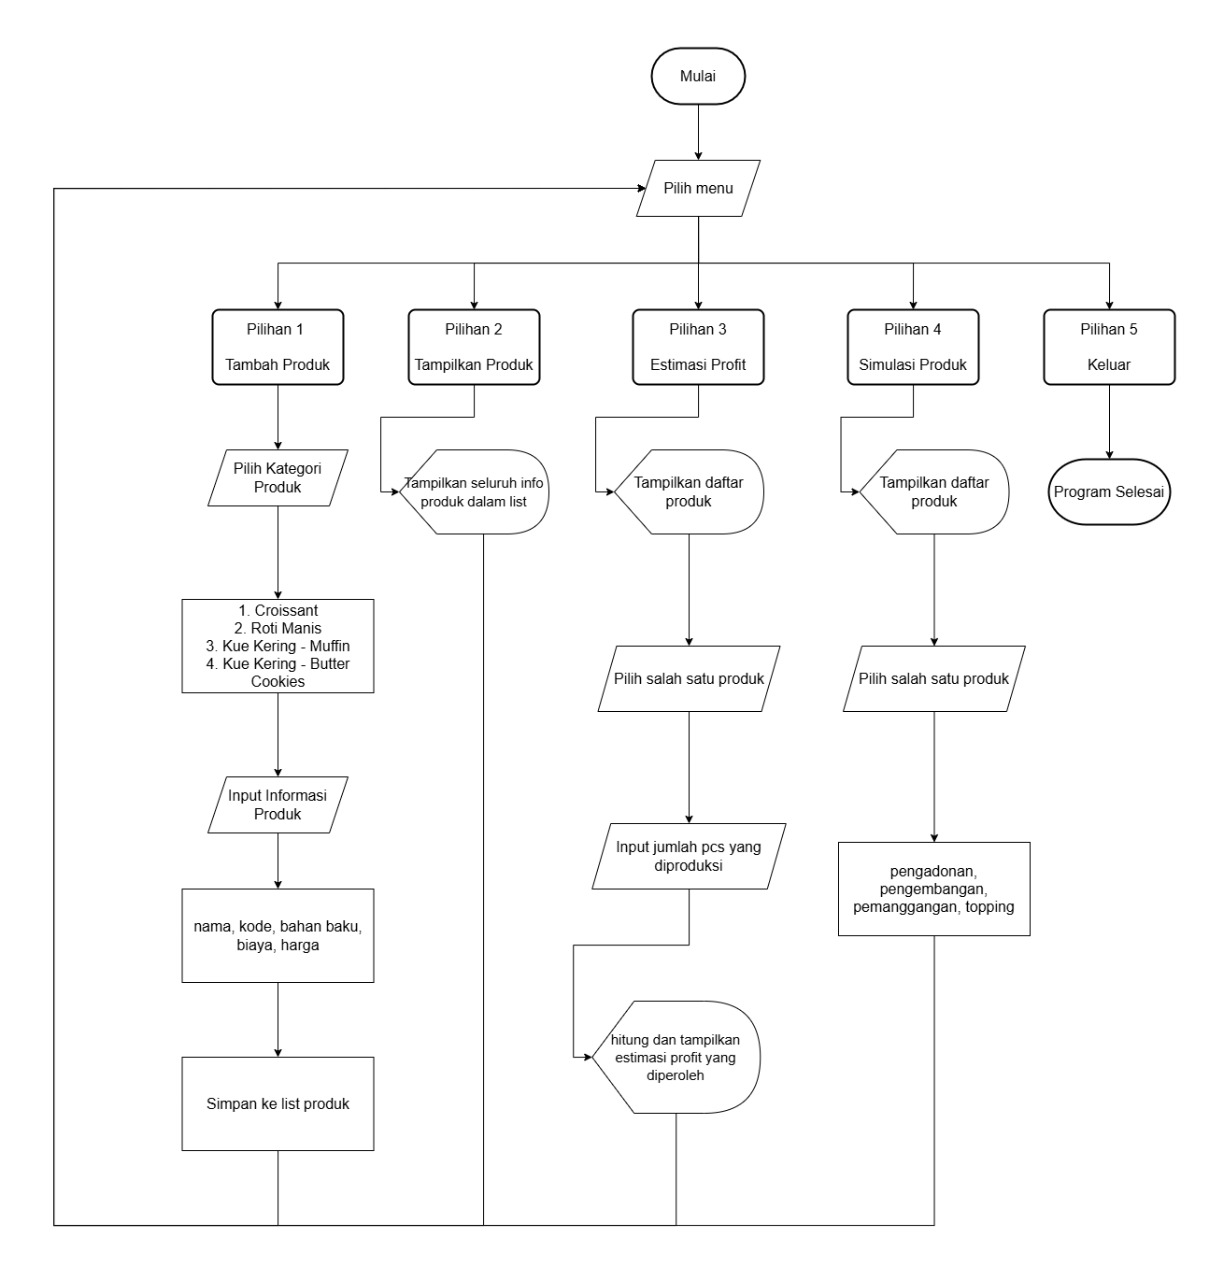 Mulai
Pilih menu
Pilihan 1
Tambah Produk
Pilihan 2
Tampilkan Produk
Pilihan 3
Estimasi Profit
Pilihan 4
Simulasi Produk
Pilihan 5
Keluar
Pilih Kategori
Produk
Tampilkan seluruh info
produk dalam list
Tampilkan daftar
produk
Tampilkan daftar
produk
Program Selesai
1. Croissant
2. Roti Manis
3. Kue Kering - Muffin
4. Kue Kering - Butter
Cookies
Pilih salah satu produk
Pilih salah satu produk
Input Informasi
Produk
Input jumlah pcs yang
diproduksi
pengadonan,
pengembangan,
pemanggangan, topping
nama, kode, bahan baku,
biaya, harga
hitung dan tampilkan
estimasi profit yang
diperoleh
Simpan ke list produk